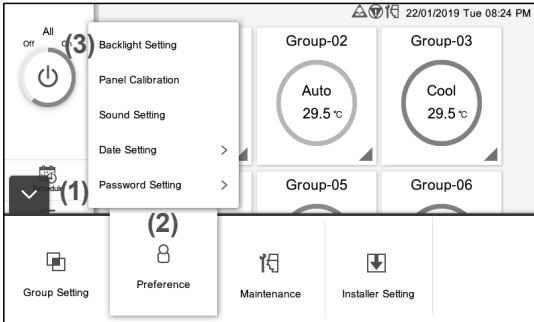 22/01/2019 Tue 08:24 PM
All
Off On
(3)
Backlight Setting
Panel Calibration
Sound Setting
Date Setting >
Password Setting >
Group-02
Auto
29.5 °C
Group-03
Cool
29.5 °C
Schedule
(1)
Group-05
Group-06
(2)
Group Setting
Preference
Maintenance
Installer Setting